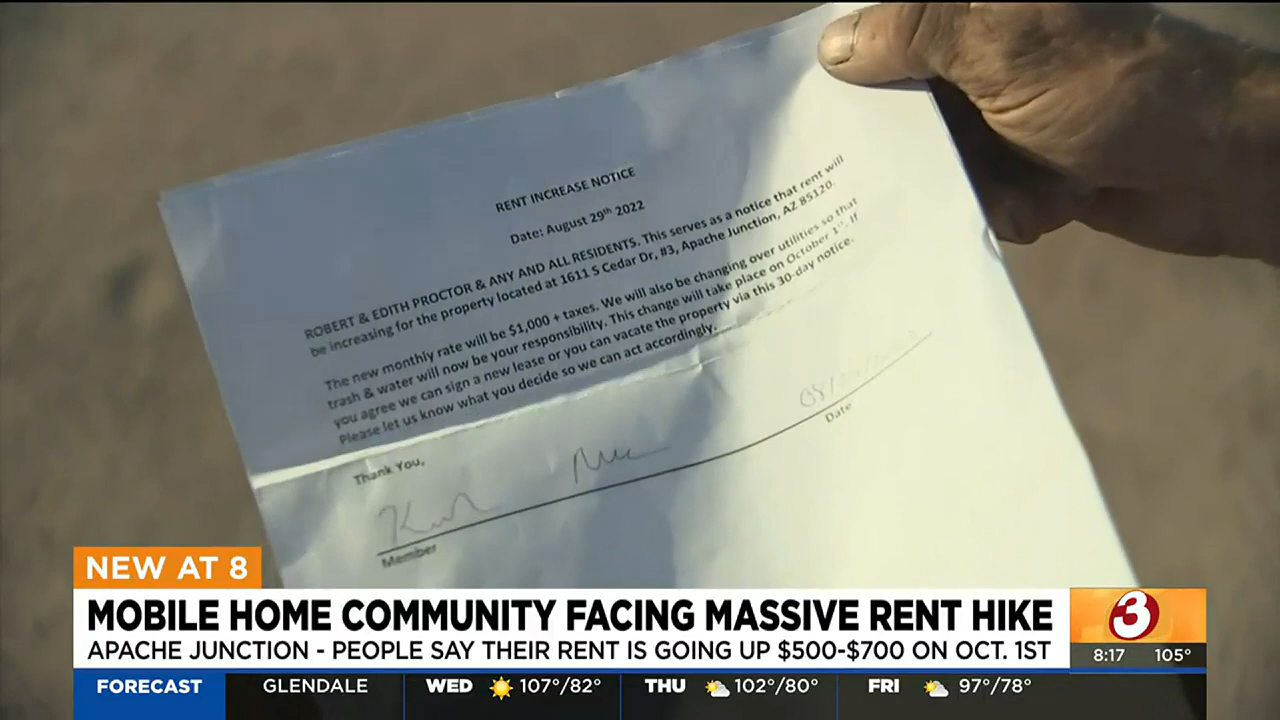 RENT INCREASE NOTICE
Date: August 29th 2022
ROBERT & EDITH PROCTOR & ANY AND ALL RESIDENTS. This serves as a notice that rent will
be increasing for the property located at 1611 S Cedar Dr, #3, Apache Junction, AZ 85120.
The new monthly rate will be $1,000 + taxes. We will also be changing over utilities so that
trash & water will now be your responsibility. This change will take place on October 1st. If
you agree we can sign a new lease or you can vacate the property via this 30-day notice.
Please let us know what you decide so we can act accordingly.
Thank You,
Member
Date
NEW AT 8
MOBILE HOME COMMUNITY FACING MASSIVE RENT HIKE
APACHE JUNCTION - PEOPLE SAY THEIR RENT IS GOING UP $500-$700 ON OCT. 1ST
3
8:17 105°
FORECAST GLENDALE WED 107°/82° THU 102°/80° FRI 97°/78°